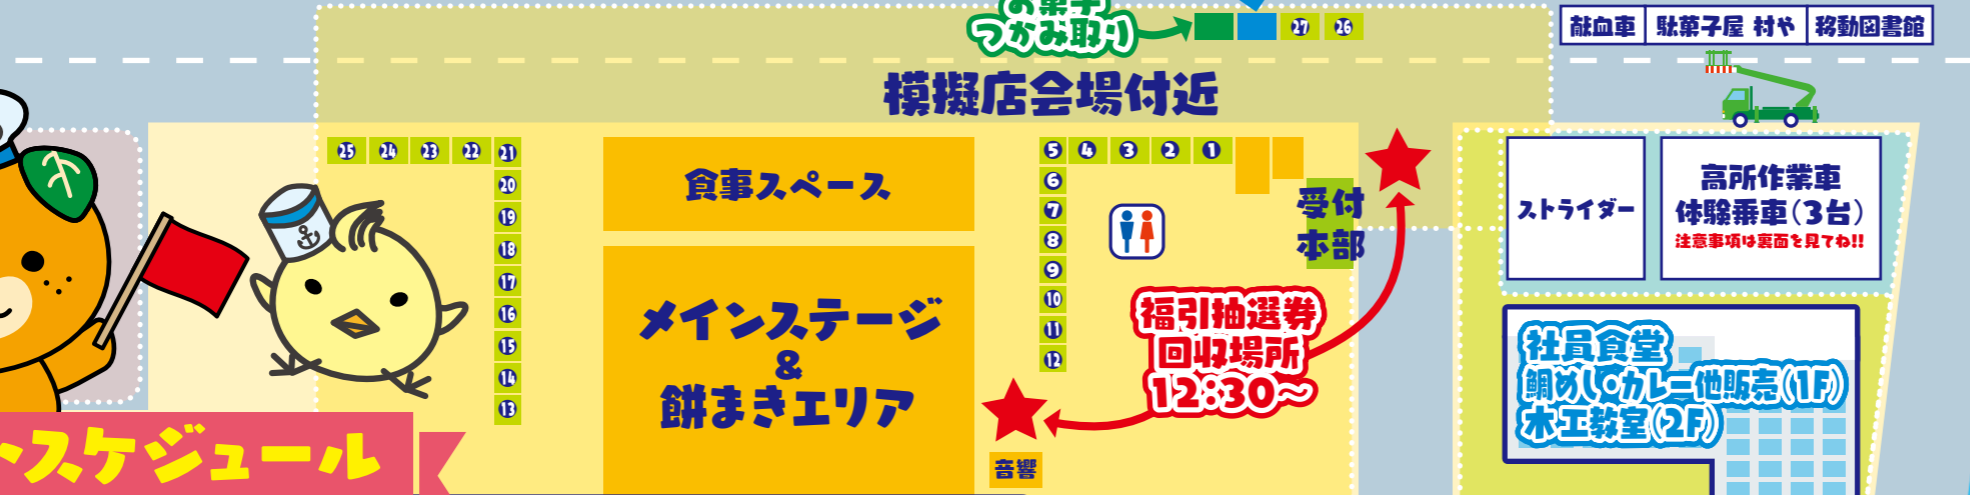 お菓子
つかみ取り
27
26
献血車
駄菓子屋 村や
移動図書館
模擬店会場付近
25
24
23
22
21
20
19
18
17
16
15
14
13
食事スペース
5
4
3
2
1
6
7
8
9
10
11
12
受付
本部
ストライダー
高所作業車
体験乗車(3台)
注意事項は裏面を見てね!!
メインステージ
&
餅まきエリア
福引抽選券
回収場所
12:30~
音響
社員食堂
鯛めし・カレー他販売(1F)
木工教室(2F)
スケジュール